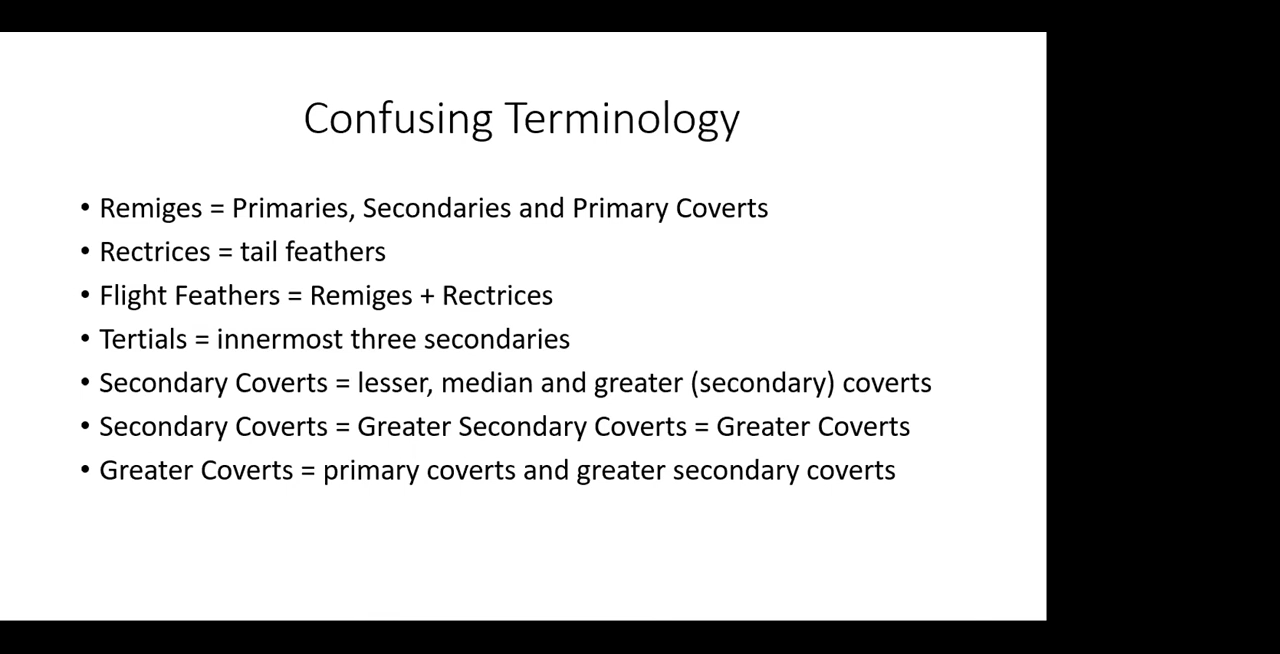 Confusing Terminology
• Remiges = Primaries, Secondaries and Primary Coverts
• Rectrices = tail feathers
• Flight Feathers = Remiges + Rectrices
• Tertials = innermost three secondaries
• Secondary Coverts = lesser, median and greater (secondary) coverts
• Secondary Coverts = Greater Secondary Coverts = Greater Coverts
• Greater Coverts = primary coverts and greater secondary coverts